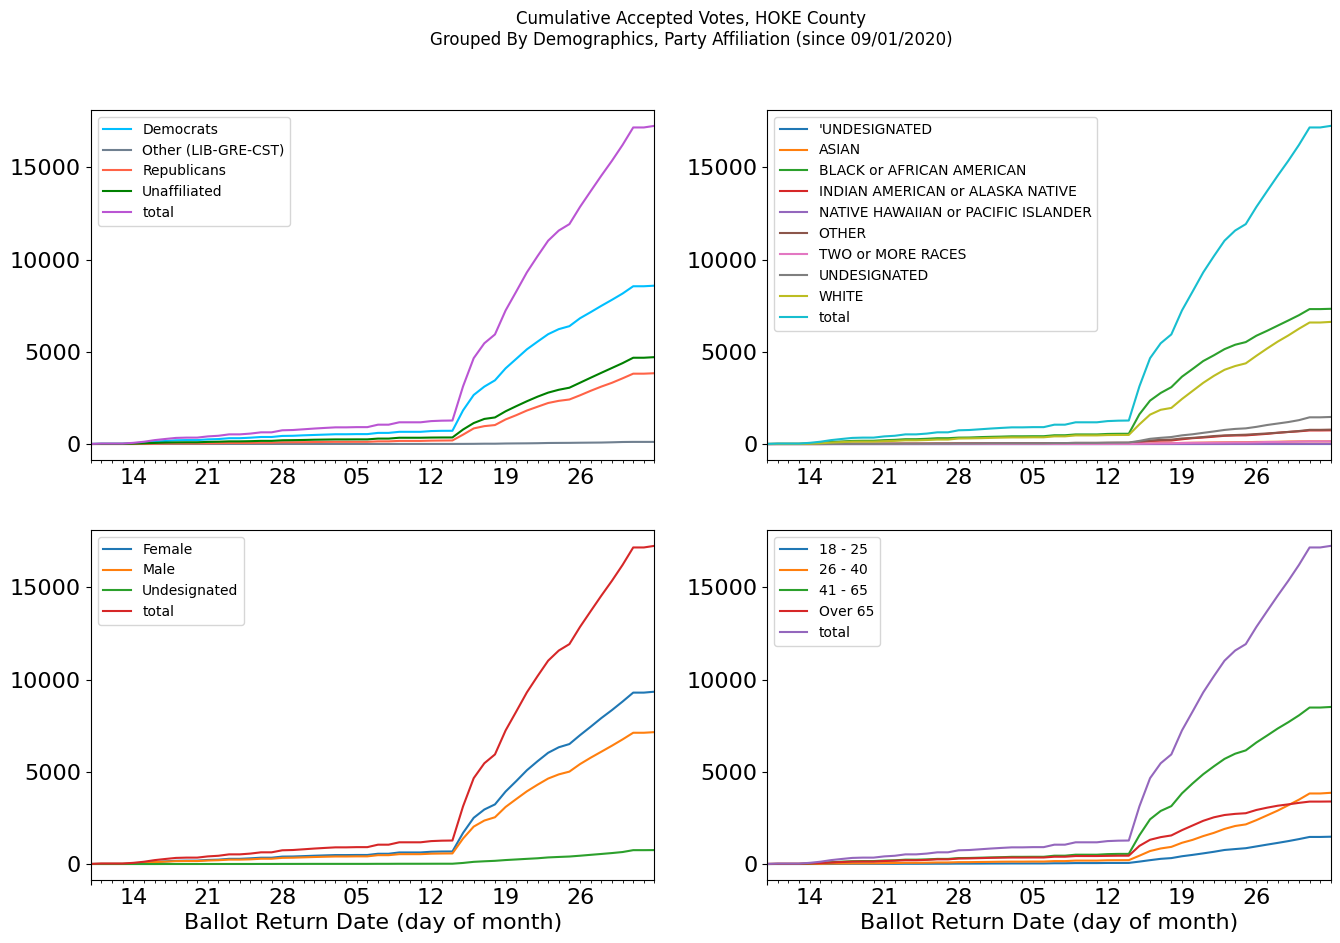 Cumulative Accepted Votes, HOKE County
Grouped By Demographics, Party Affiliation (since 09/01/2020)
Democrats
Other (LIB-GRE-CST)
Republicans
Unaffiliated
total
15000
10000
5000
0
14 21 28 05 12 19 26
'UNDESIGNATED
ASIAN
BLACK or AFRICAN AMERICAN
INDIAN AMERICAN or ALASKA NATIVE
NATIVE HAWAIIAN or PACIFIC ISLANDER
OTHER
TWO or MORE RACES
UNDESIGNATED
WHITE
total
15000
10000
5000
0
14 21 28 05 12 19 26
Female
Male
Undesignated
total
15000
10000
5000
0
14 21 28 05 12 19 26
Ballot Return Date (day of month)
18 - 25
26 - 40
41 - 65
Over 65
total
15000
10000
5000
0
14 21 28 05 12 19 26
Ballot Return Date (day of month)